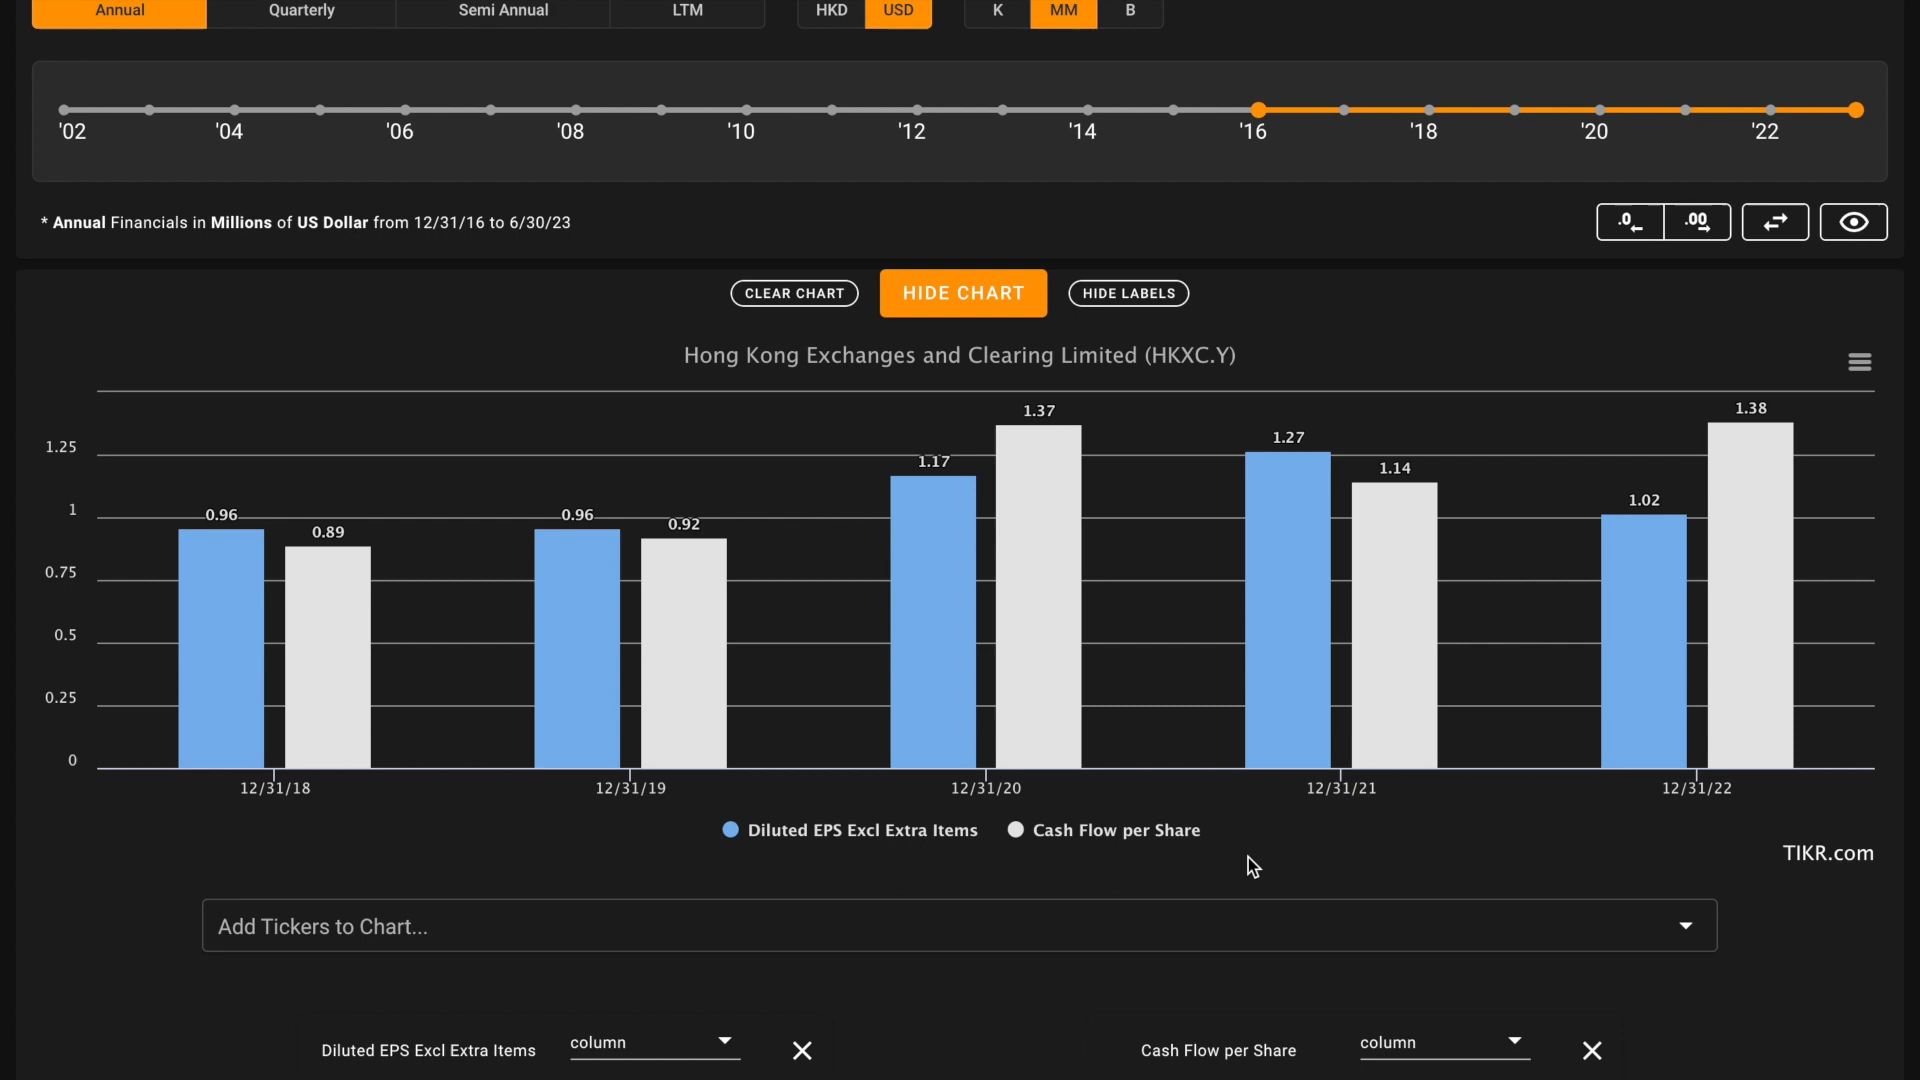 Annual Quarterly Semi Annual LTM HKD USD K MM B
'02 '04 '06 '08 '10 '12 '14 '16 '18 '20 '22
* Annual Financials in Millions of US Dollar from 12/31/16 to 6/30/23
.0 .00
CLEAR CHART HIDE CHART HIDE LABELS
Hong Kong Exchanges and Clearing Limited (HKXC.Y)
1.37 1.38
1.25 1.17 1.27 1.14
1 0.96 0.89 0.96 0.92 1.02
0.75
0.5
0.25
0
12/31/18 12/31/19 12/31/20 12/31/21 12/31/22
Diluted EPS Excl Extra Items Cash Flow per Share
TIKR.com
Add Tickers to Chart...
Diluted EPS Excl Extra Items column Cash Flow per Share column